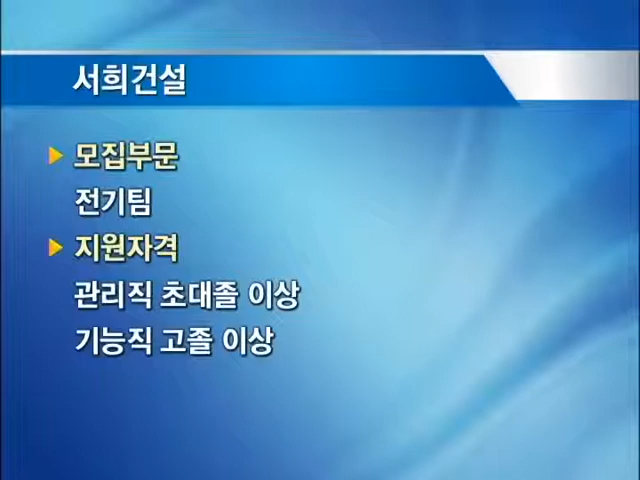 서희건설
모집부문
전기팀
지원자격
관리직 초대졸 이상
기능직 고졸 이상